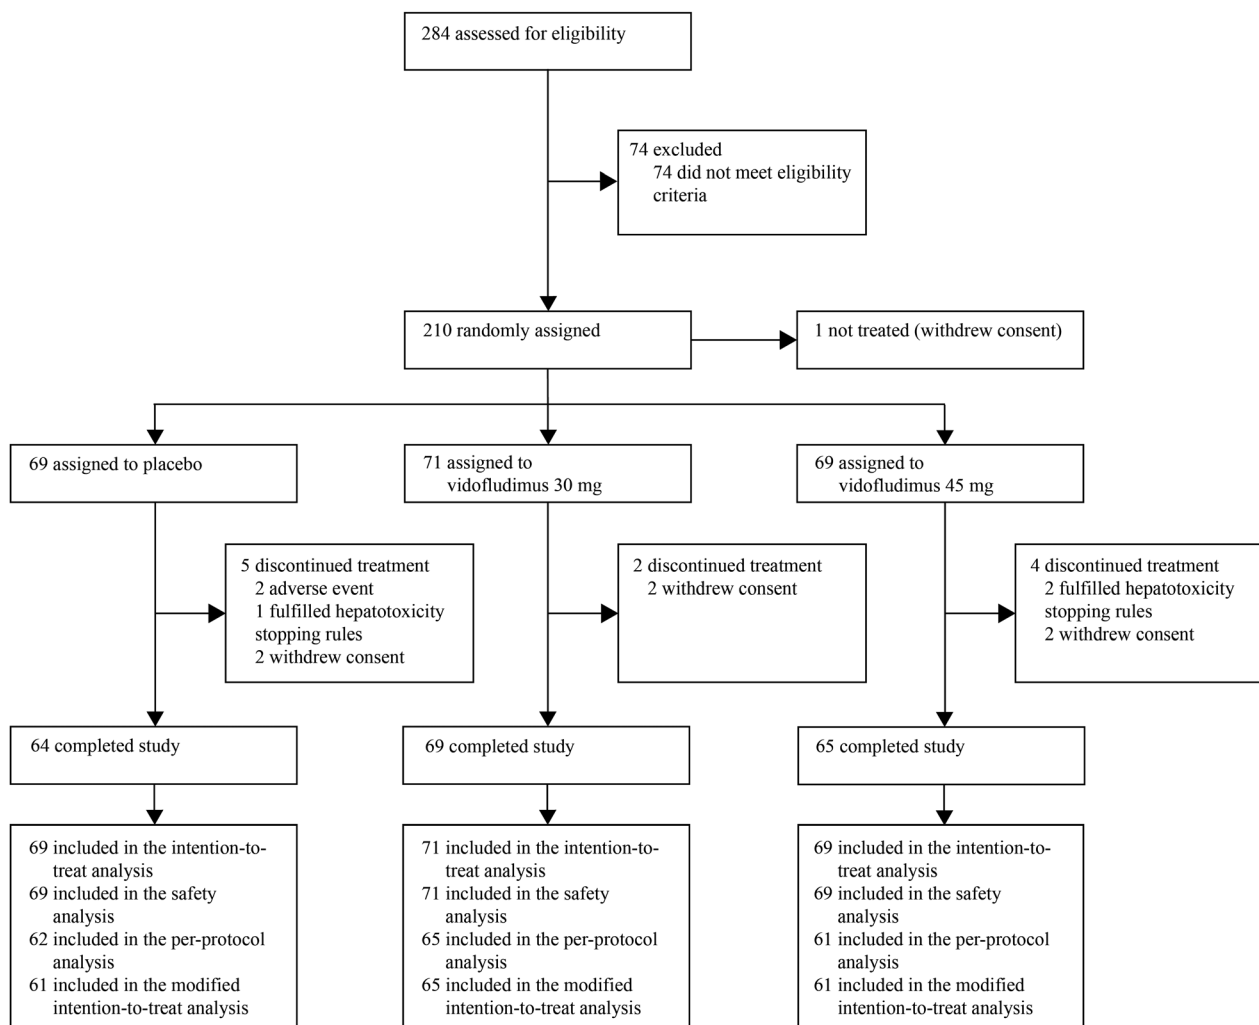 284 assessed for eligibility
74 excluded
74 did not meet eligibility
criteria
210 randomly assigned
1 not treated (withdrew consent)
69 assigned to placebo
71 assigned to
vidofludimus 30 mg
69 assigned to
vidofludimus 45 mg
5 discontinued treatment
2 adverse event
1 fulfilled hepatotoxicity
stopping rules
2 withdrew consent
2 discontinued treatment
2 withdrew consent
4 discontinued treatment
2 fulfilled hepatotoxicity
stopping rules
2 withdrew consent
64 completed study
69 completed study
65 completed study
69 included in the intention-to-
treat analysis
69 included in the safety
analysis
62 included in the per-protocol
analysis
61 included in the modified
intention-to-treat analysis
71 included in the intention-to-
treat analysis
71 included in the safety
analysis
65 included in the per-protocol
analysis
65 included in the modified
intention-to-treat analysis
69 included in the intention-to-
treat analysis
69 included in the safety
analysis
61 included in the per-protocol
analysis
61 included in the modified
intention-to-treat analysis